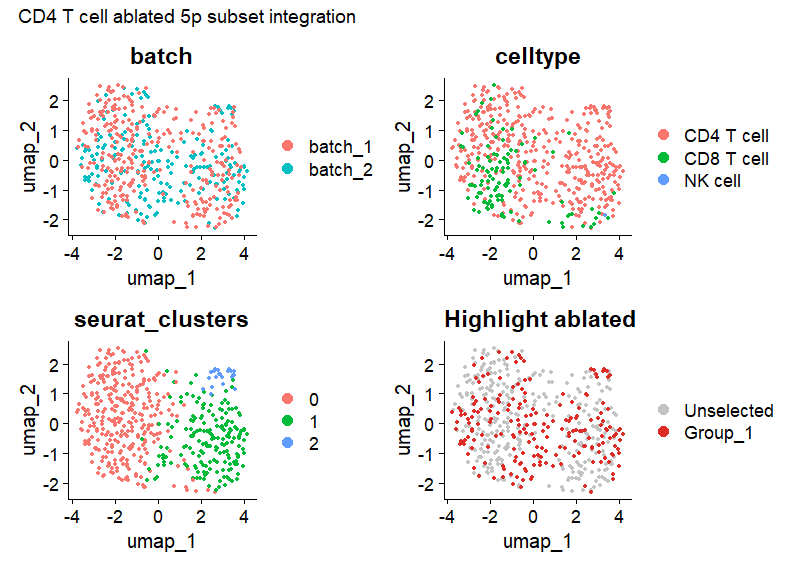 CD4 T cell ablated 5p subset integration
batch
umap_2
2
1
0
-1
-2
-4 -2 0 2 4
umap_1
batch_1
batch_2
celltype
umap_2
2
1
0
-1
-2
-4 -2 0 2 4
umap_1
CD4 T cell
CD8 T cell
NK cell
seurat_clusters
umap_2
2
1
0
-1
-2
-4 -2 0 2 4
umap_1
0
1
2
Highlight ablated
umap_2
2
1
0
-1
-2
-4 -2 0 2 4
umap_1
Unselected
Group_1